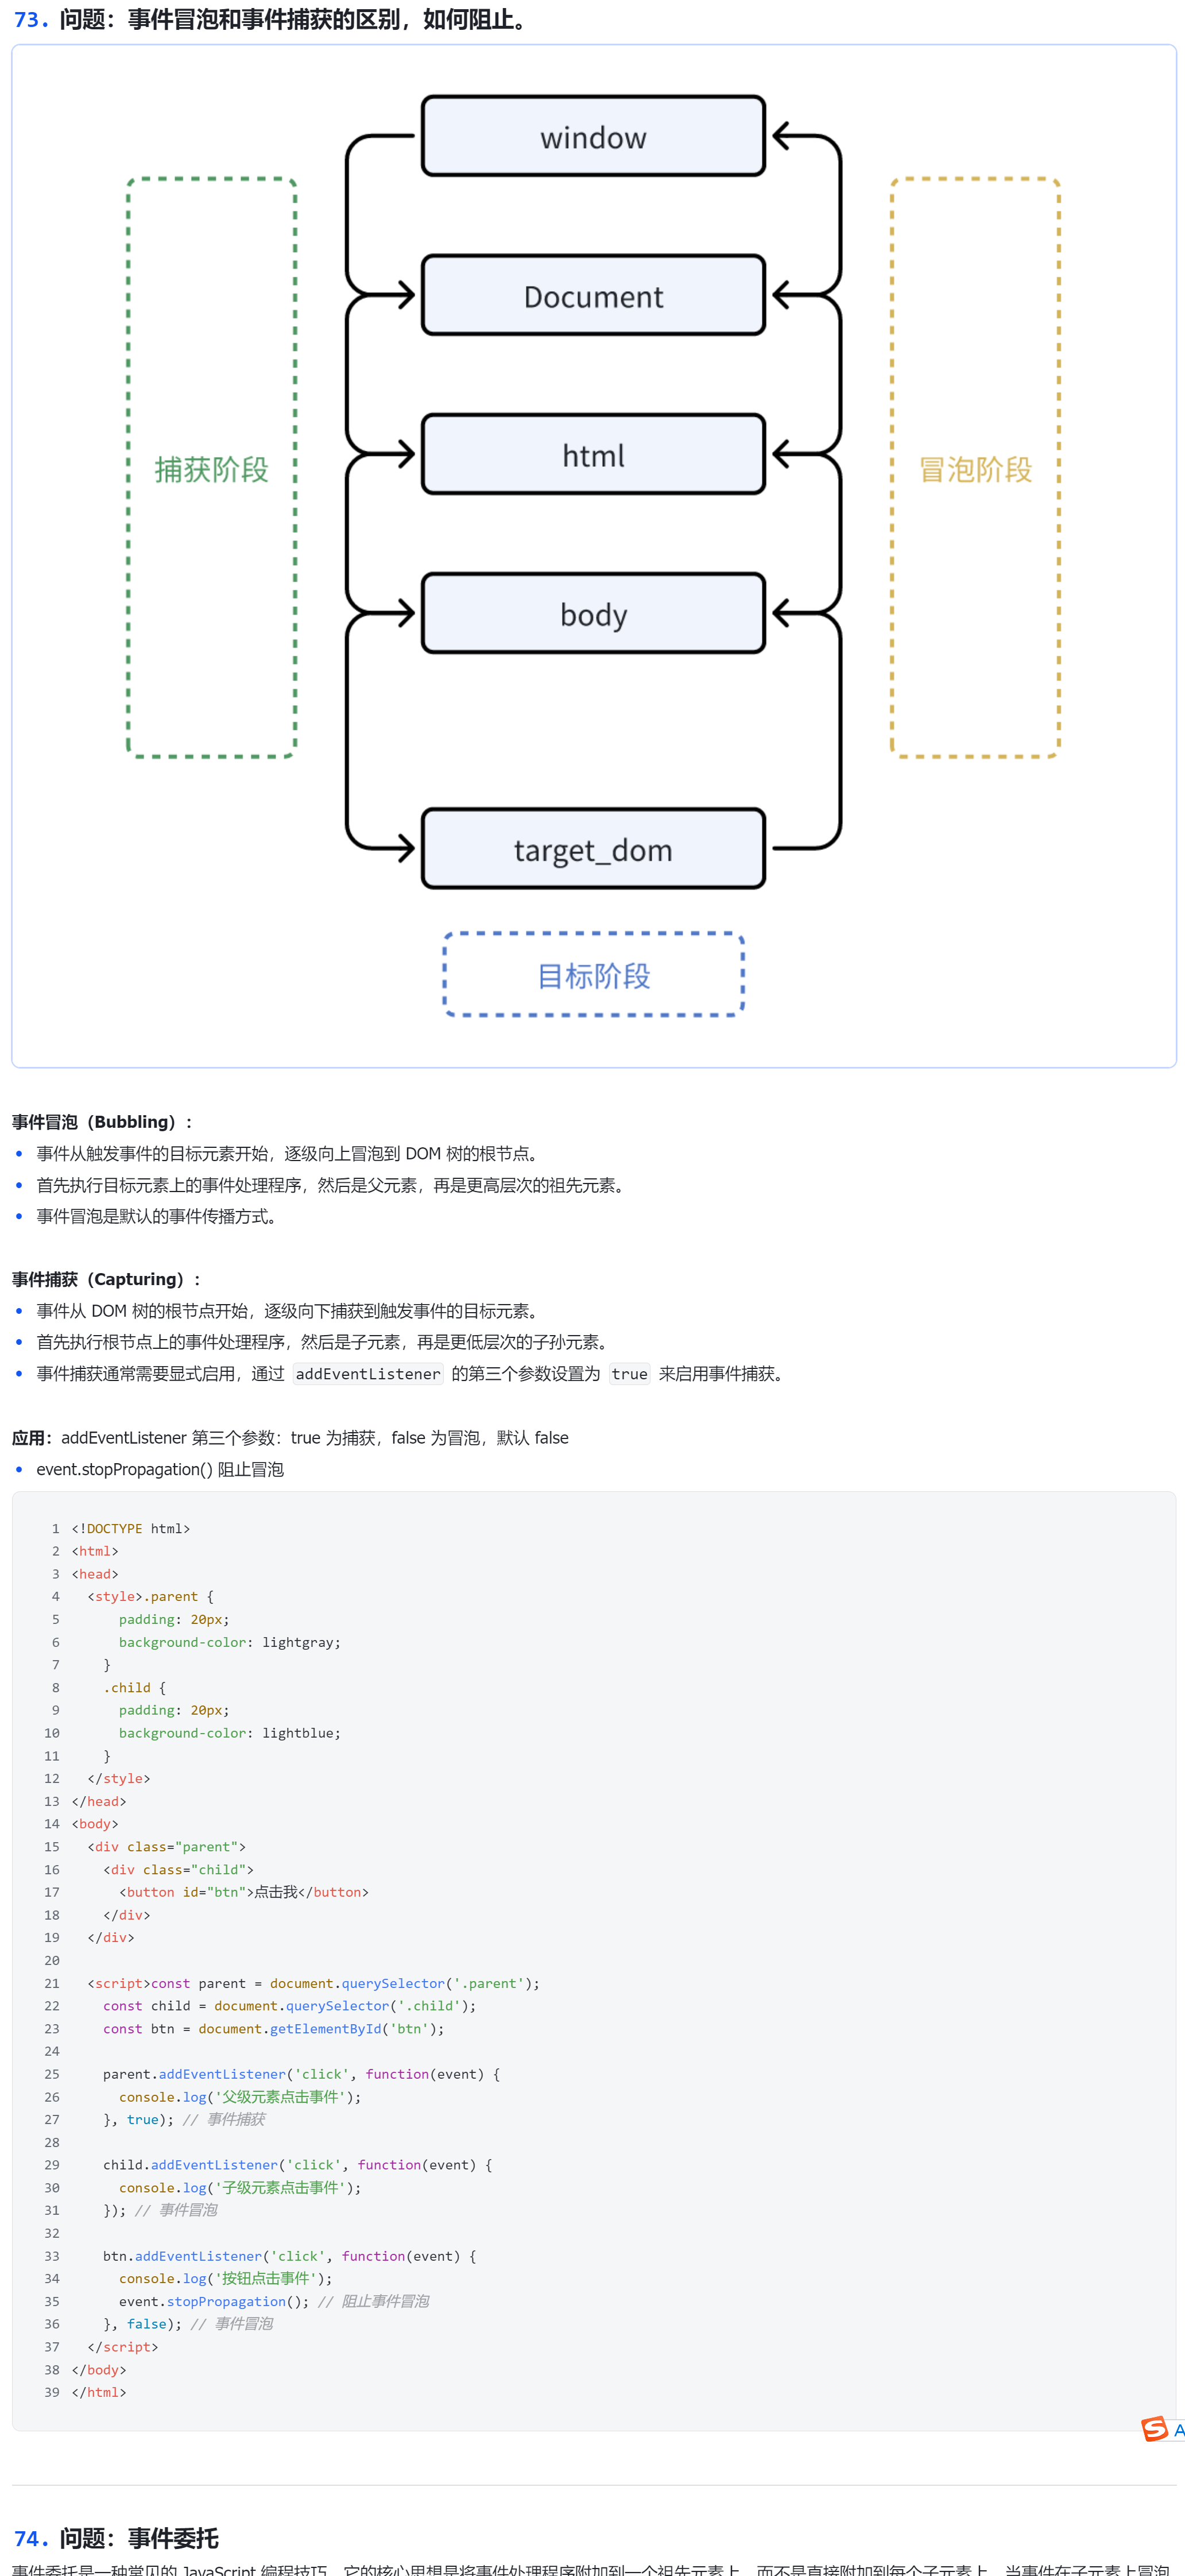 73. 问题：事件冒泡和事件捕获的区别，如何阻止。
window
Document
html
捕获阶段
冒泡阶段
body
target_dom
目标阶段
事件冒泡（Bubbling）：
事件从触发事件的目标元素开始，逐级向上冒泡到 DOM 树的根节点。
首先执行目标元素上的事件处理程序，然后是父元素，再是更高层次的祖先元素。
事件冒泡是默认的事件传播方式。
事件捕获（Capturing）：
事件从 DOM 树的根节点开始，逐级向下捕获到触发事件的目标元素。
首先执行根节点上的事件处理程序，然后是子元素，再是更低层次的子孙元素。
事件捕获通常需要显式启用，通过 addEventListener 的第三个参数设置为 true 来启用事件捕获。
应用：addEventListener 第三个参数：true 为捕获，false 为冒泡，默认 false
event.stopPropagation() 阻止冒泡
1 <!DOCTYPE html>
2 <html>
3 <head>
4   <style>.parent {
5       padding: 20px;
6       background-color: lightgray;
7     }
8     .child {
9       padding: 20px;
10       background-color: lightblue;
11     }
12   </style>
13 </head>
14 <body>
15   <div class="parent">
16     <div class="child">
17       <button id="btn">点击我</button>
18     </div>
19   </div>
20
21   <script>const parent = document.querySelector('.parent');
22     const child = document.querySelector('.child');
23     const btn = document.getElementById('btn');
24
25     parent.addEventListener('click', function(event) {
26       console.log('父级元素点击事件');
27     }, true); // 事件捕获
28
29     child.addEventListener('click', function(event) {
30       console.log('子级元素点击事件');
31     }); // 事件冒泡
32
33     btn.addEventListener('click', function(event) {
34       console.log('按钮点击事件');
35       event.stopPropagation(); // 阻止事件冒泡
36     }, false); // 事件冒泡
37   </script>
38 </body>
39 </html>
S A
74. 问题：事件委托
事件委托是一种常见的 JavaScript 编程技巧，它的核心思想是将事件处理程序附加到一个祖先元素上，而不是直接附加到每个子元素上。当事件在子元素上冒泡